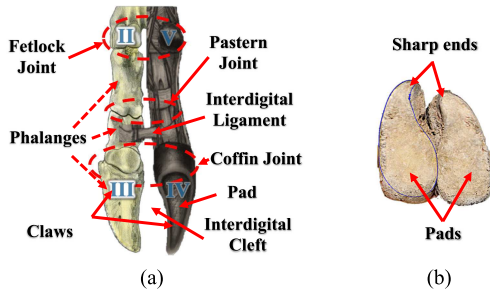 II
V
Fetlock
Joint
Pastern
Joint
Interdigital
Ligament
Phalanges
Coffin Joint
III
IV
Pad
Claws
Interdigital
Cleft
(a)
Sharp ends
Pads
(b)